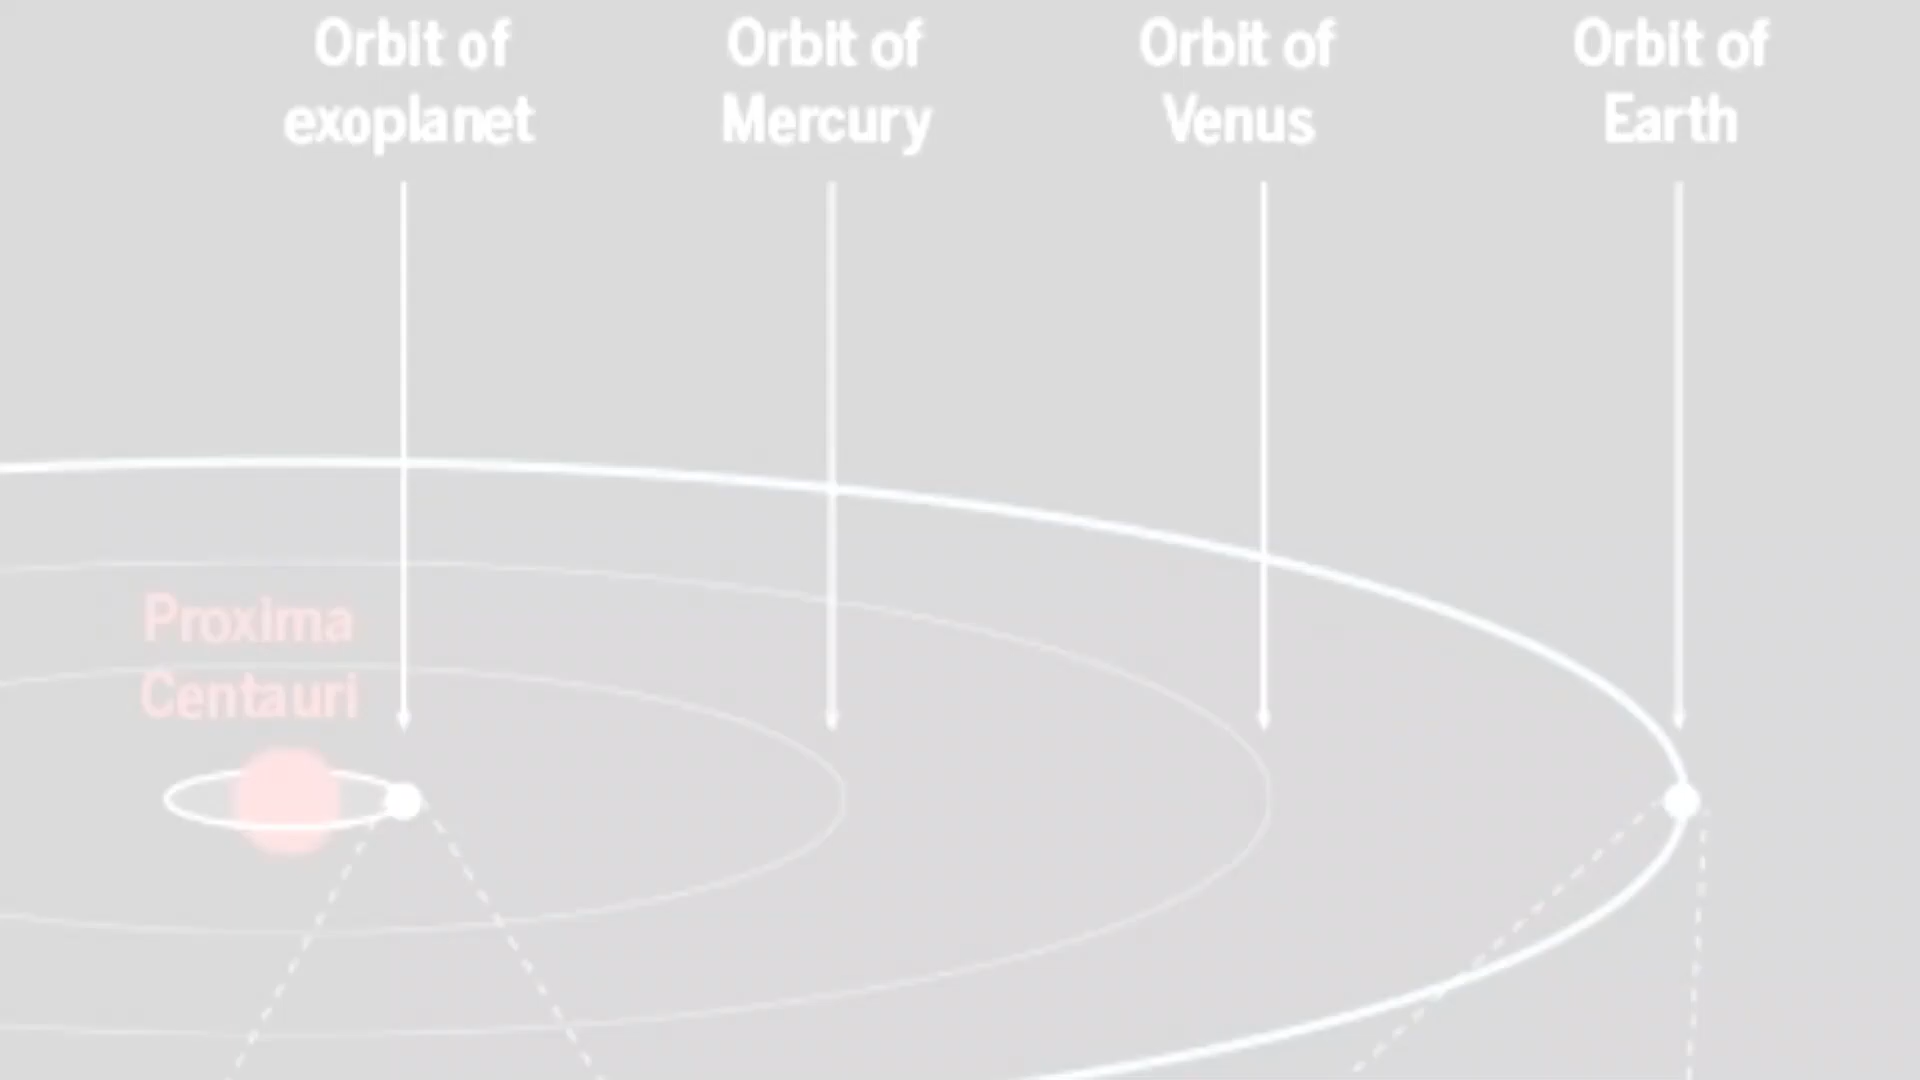 Orbit of
exoplanet
Orbit of
Mercury
Orbit of
Venus
Orbit of
Earth
Proxima
Centauri